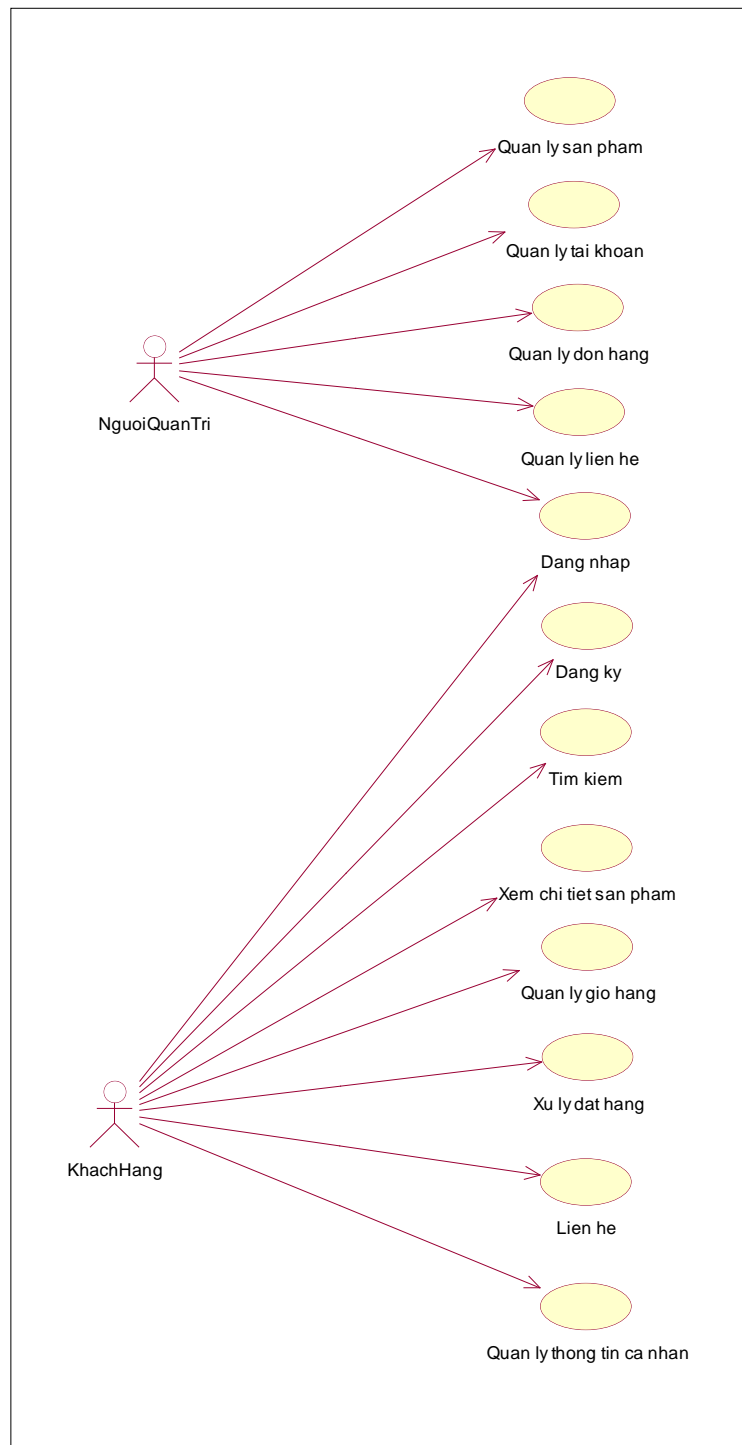 Quan ly san pham
Quan ly tai khoan
Quan ly don hang
NguoiQuanTri
Quan ly lien he
Dang nhap
Dang ky
Tim kiem
Xem chi tiet san pham
Quan ly gio hang
Xu ly dat hang
KhachHang
Lien he
Quan ly thong tin ca nhan